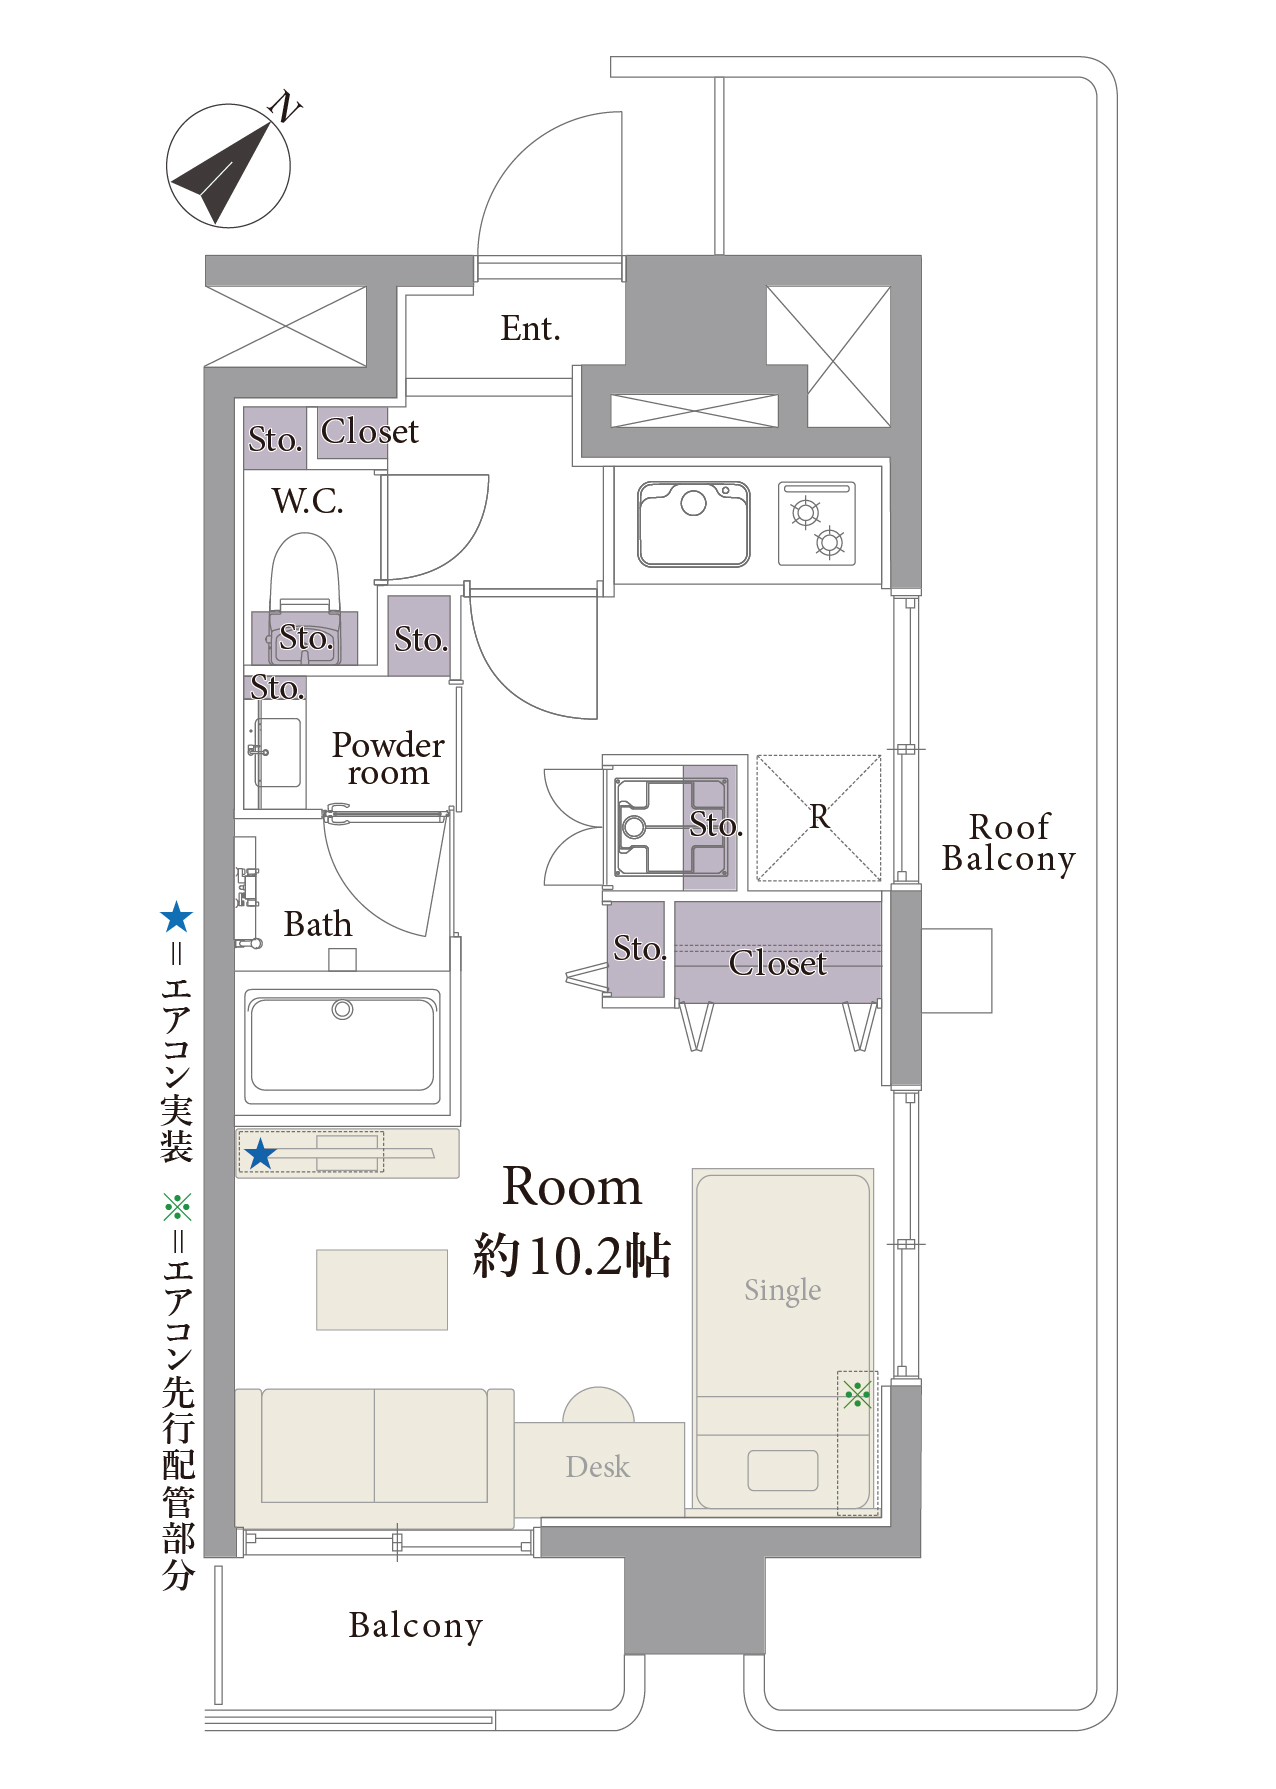 N
Ent.
Sto.
Closet
W.C.
Sto.
Sto.
Sto.
Powder
room
Sto.
R
Roof
Balcony
Bath
Sto.
Closet
★=エアコン実装 ※=エアコン先行配管部分
★
Room
約10.2帖
Single
※
Desk
Balcony